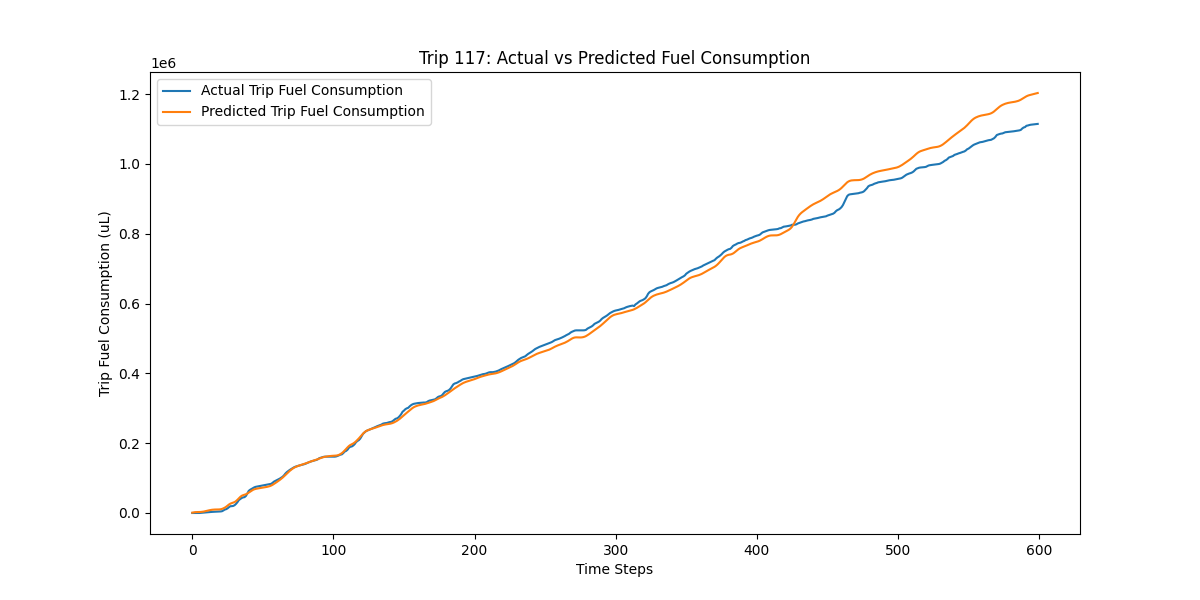 Trip 117: Actual vs Predicted Fuel Consumption
1e6
Actual Trip Fuel Consumption
Predicted Trip Fuel Consumption
Trip Fuel Consumption (uL)
1.2
1.0
0.8
0.6
0.4
0.2
0.0
0 100 200 300 400 500 600
Time Steps